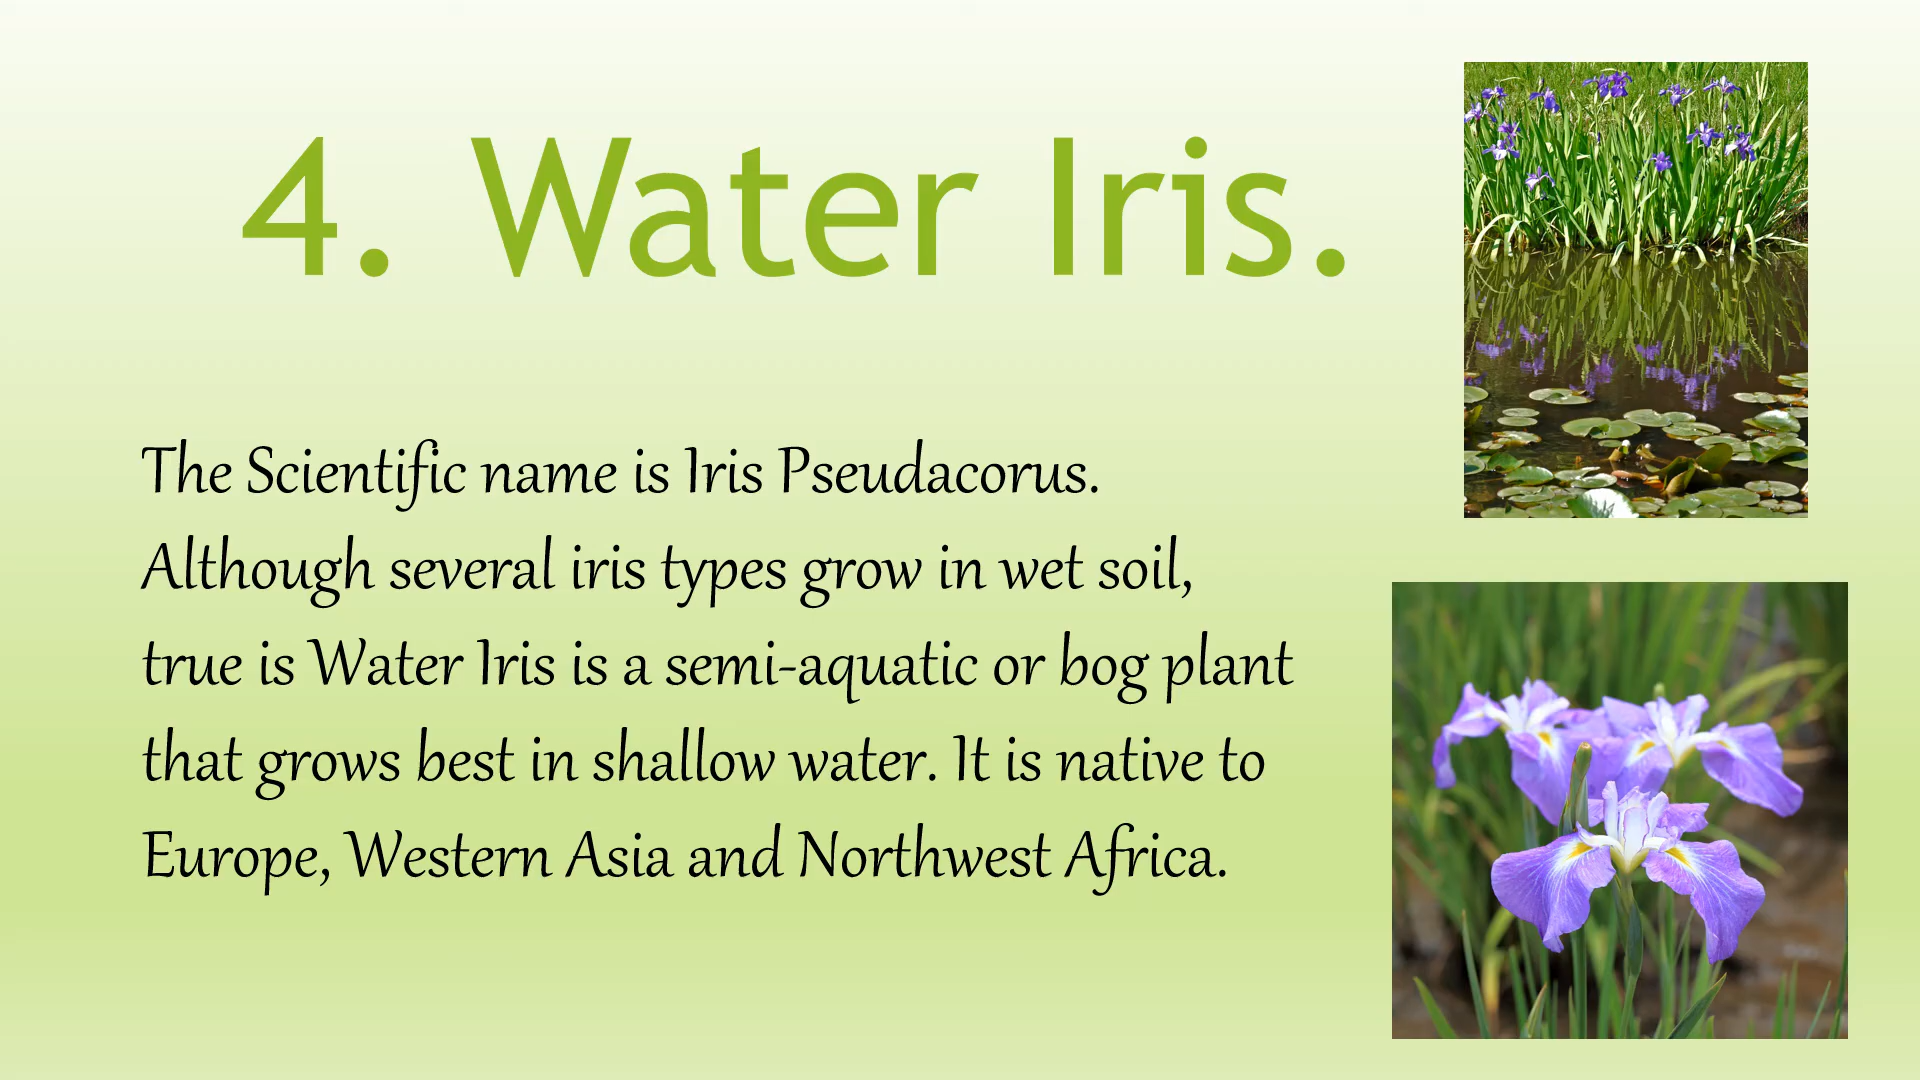 4. Water Iris.
The Scientific name is Iris Pseudacorus.
Although several iris types grow in wet soil,
true is Water Iris is a semi-aquatic or bog plant
that grows best in shallow water. It is native to
Europe, Western Asia and Northwest Africa.